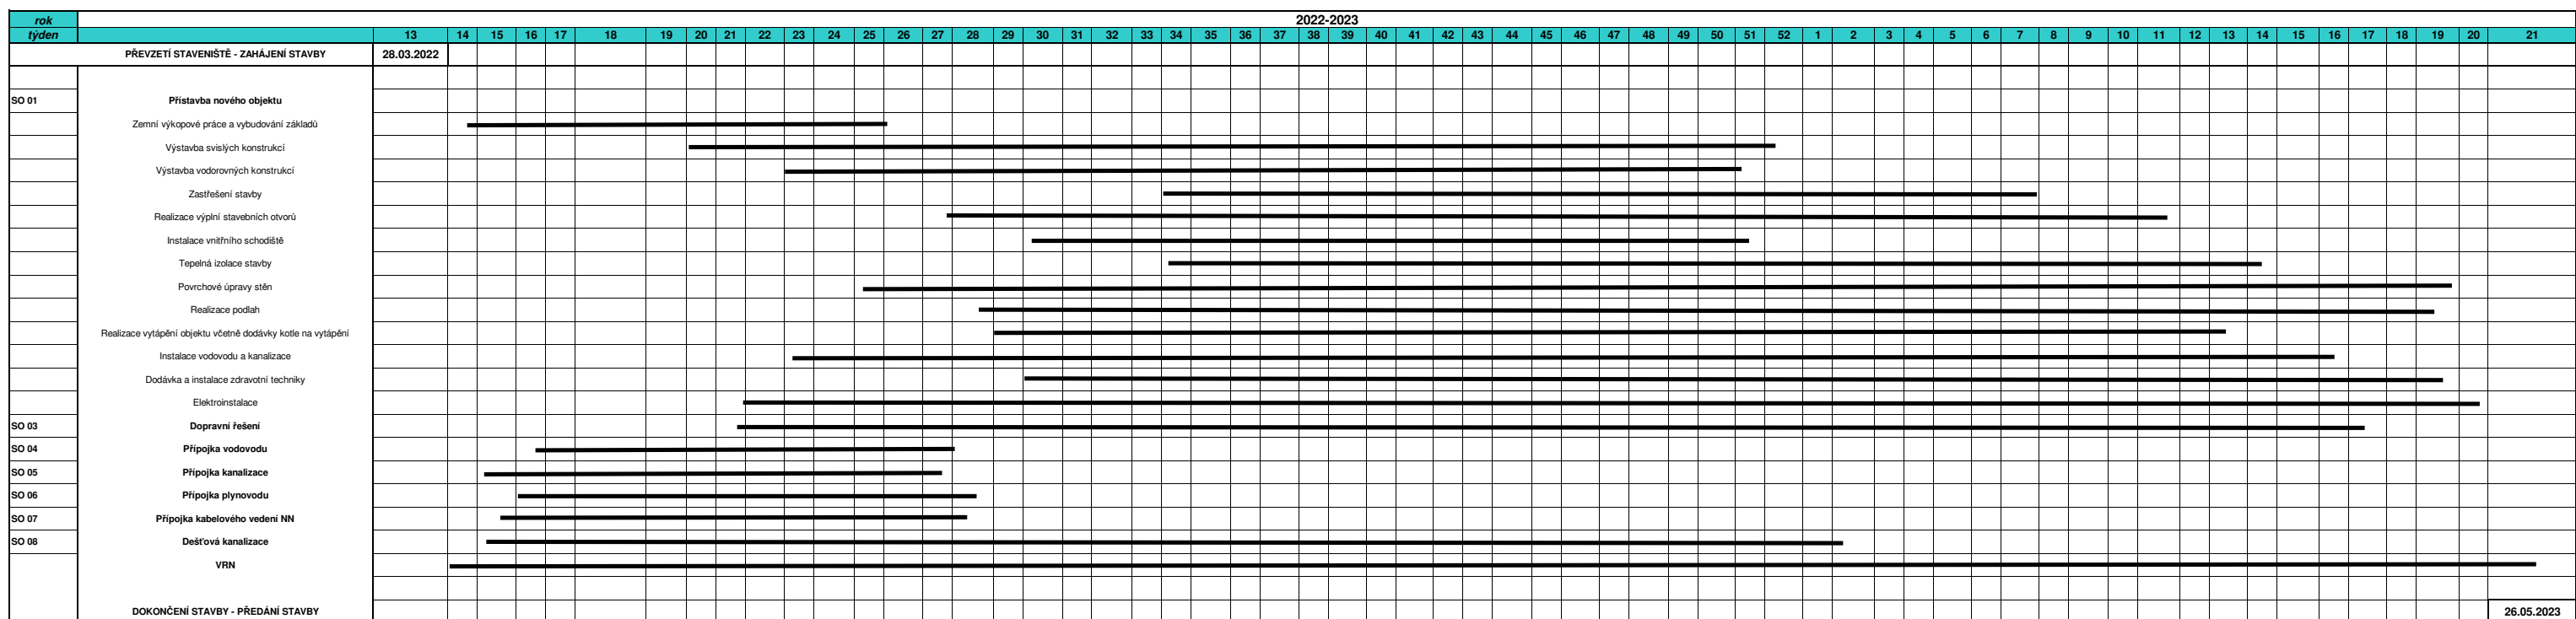 rok 2022-2023
týden 13 14 15 16 17 18 19 20 21 22 23 24 25 26 27 28 29 30 31 32 33 34 35 36 37 38 39 40 41 42 43 44 45 46 47 48 49 50 51 52 1 2 3 4 5 6 7 8 9 10 11 12 13 14 15 16 17 18 19 20 21
PŘEVZETÍ STAVENIŠTĚ - ZAHÁJENÍ STAVBY 28.03.2022
SO 01 Přístavba nového objektu
Zemní výkopové práce a vybudování základů
Výstavba svislých konstrukcí
Výstavba vodorovných konstrukcí
Zastřešení stavby
Realizace výplní stavebních otvorů
Instalace vnitřního schodiště
Tepelná izolace stavby
Povrchové úpravy stěn
Realizace podlah
Realizace vytápění objektu včetně dodávky kotle na vytápění
Instalace vodovodu a kanalizace
Dodávka a instalace zdravotní techniky
Elektroinstalace
SO 03 Dopravní řešení
SO 04 Přípojka vodovodu
SO 05 Přípojka kanalizace
SO 06 Přípojka plynovodu
SO 07 Přípojka kabelového vedení NN
SO 08 Dešťová kanalizace
VRN
DOKONČENÍ STAVBY - PŘEDÁNÍ STAVBY 26.05.2023